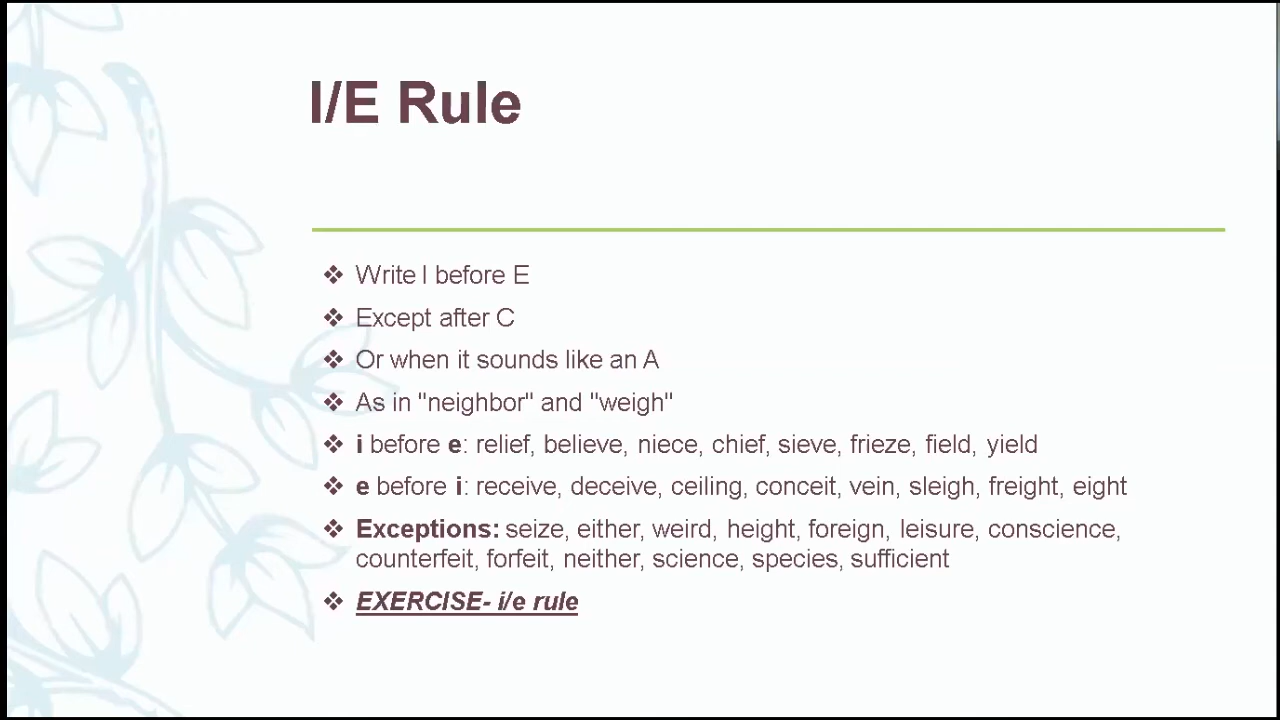 I/E Rule
❖ Write I before E
❖ Except after C
❖ Or when it sounds like an A
❖ As in "neighbor" and "weigh"
❖ i before e: relief, believe, niece, chief, sieve, frieze, field, yield
❖ e before i: receive, deceive, ceiling, conceit, vein, sleigh, freight, eight
❖ Exceptions: seize, either, weird, height, foreign, leisure, conscience,
counterfeit, forfeit, neither, science, species, sufficient
❖ EXERCISE- i/e rule